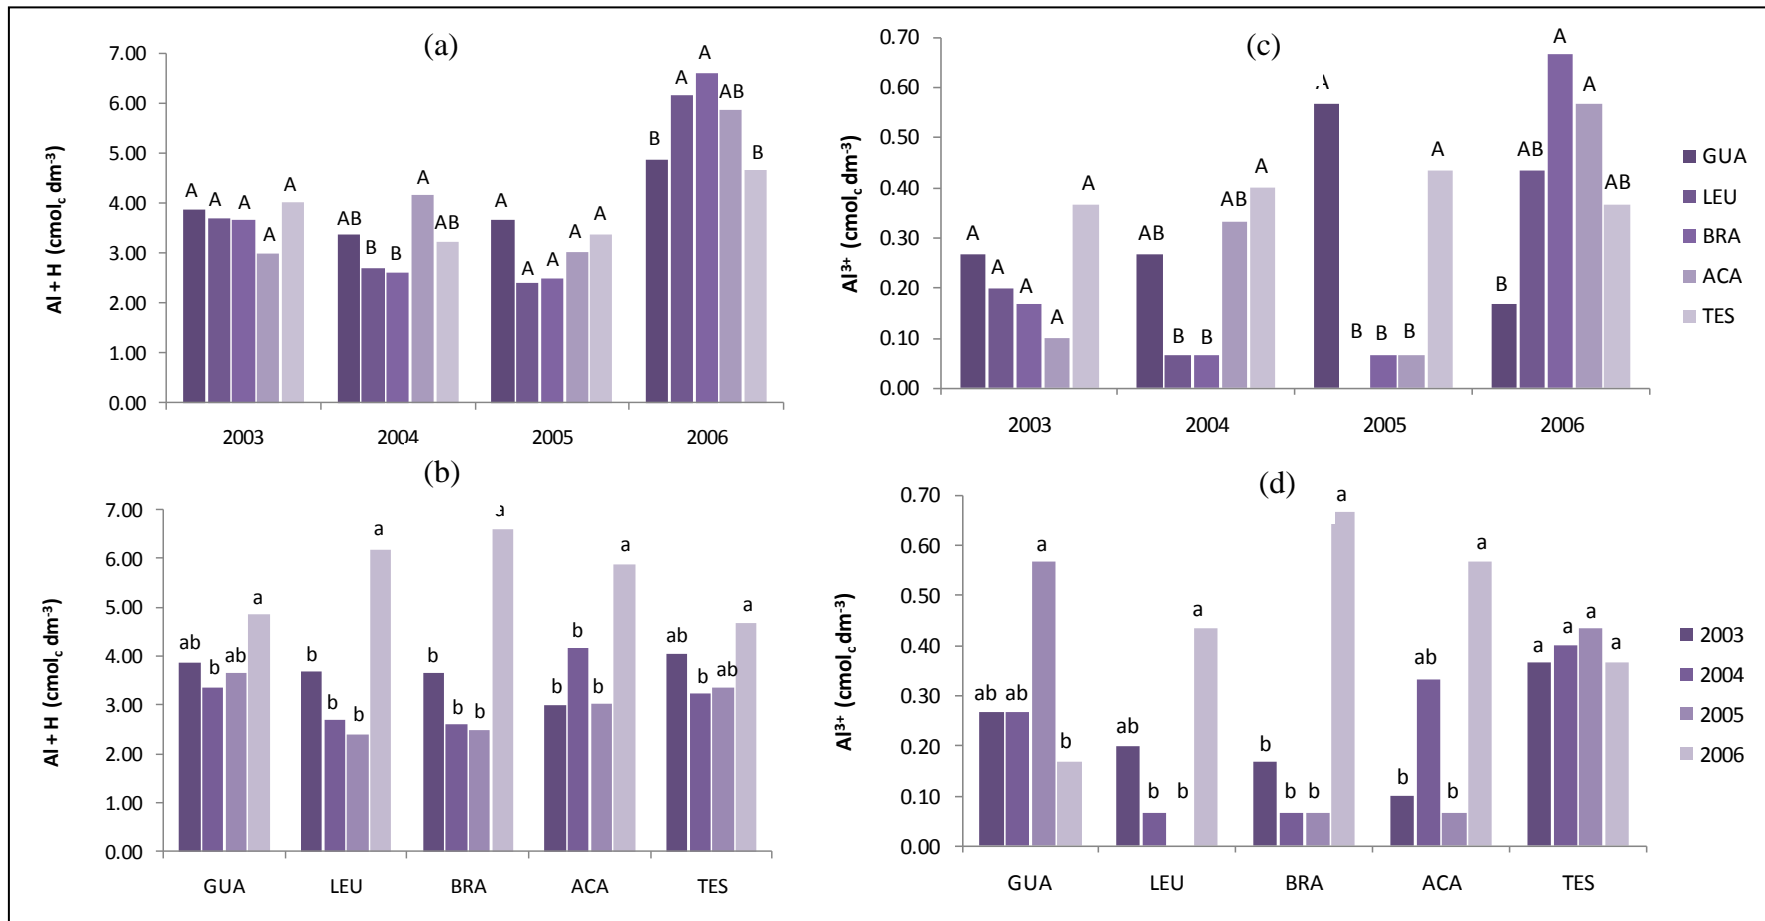 (a)
Al + H (cmolc dm-3)
7.00
6.00
5.00
4.00
3.00
2.00
1.00
0.00
A A A A A
AB B B A AB
A A A A A
B A A AB B
2003 2004 2005 2006
(c)
Al3+ (cmolc dm-3)
0.70
0.60
0.50
0.40
0.30
0.20
0.10
0.00
A A A A A
AB B B AB A
A B B B A
B AB A A AB
2003 2004 2005 2006
GUA
LEU
BRA
ACA
TES
(b)
Al + H (cmolc dm-3)
7.00
6.00
5.00
4.00
3.00
2.00
1.00
0.00
ab b ab a
b b b a
b b b a
b b b a
ab b ab a
GUA LEU BRA ACA TES
(d)
Al3+ (cmolc dm-3)
0.70
0.60
0.50
0.40
0.30
0.20
0.10
0.00
ab ab a b
ab b b a
b b b a
b ab b a
a a a a
GUA LEU BRA ACA TES
2003
2004
2005
2006